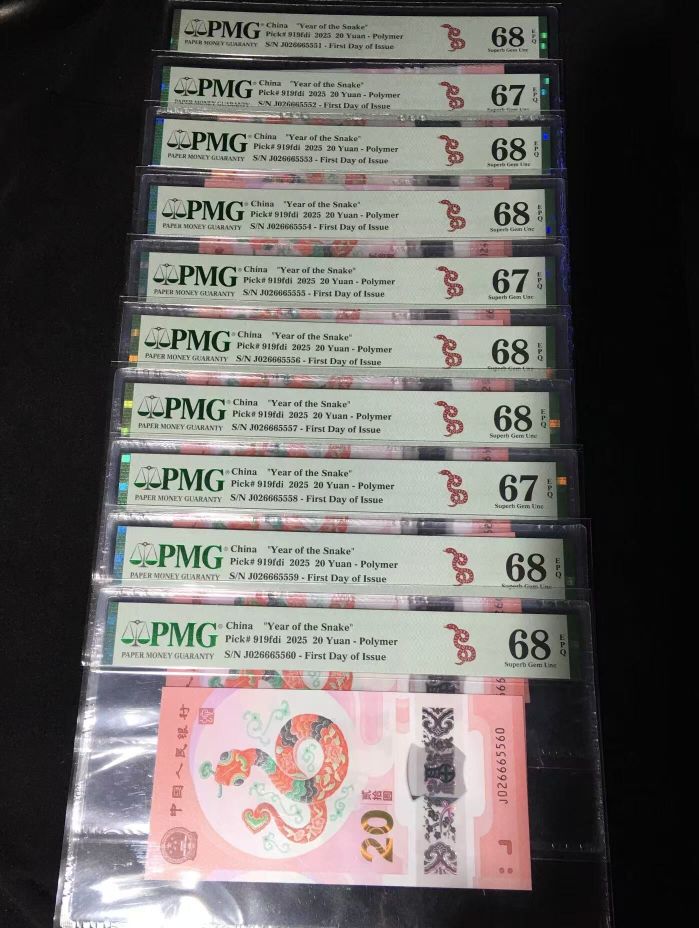 PMG
PAPER MONEY GUARANTY
China "Year of the Snake"
Pick# 919fdi 2025 20 Yuan - Polymer
S/N J026665551 - First Day of Issue
68 EPQ
Superb Gem Unc
PMG
PAPER MONEY GUARANTY
China "Year of the Snake"
Pick# 919fdi 2025 20 Yuan - Polymer
S/N J026665552 - First Day of Issue
67 EPQ
Superb Gem Unc
PMG
PAPER MONEY GUARANTY
China "Year of the Snake"
Pick# 919fdi 2025 20 Yuan - Polymer
S/N J026665553 - First Day of Issue
68 EPQ
Superb Gem Unc
PMG
PAPER MONEY GUARANTY
China "Year of the Snake"
Pick# 919fdi 2025 20 Yuan - Polymer
S/N J026665554 - First Day of Issue
68 EPQ
Superb Gem Unc
PMG
PAPER MONEY GUARANTY
China "Year of the Snake"
Pick# 919fdi 2025 20 Yuan - Polymer
S/N J026665555 - First Day of Issue
67 EPQ
Superb Gem Unc
PMG
PAPER MONEY GUARANTY
China "Year of the Snake"
Pick# 919fdi 2025 20 Yuan - Polymer
S/N J026665556 - First Day of Issue
68 EPQ
Superb Gem Unc
PMG
PAPER MONEY GUARANTY
China "Year of the Snake"
Pick# 919fdi 2025 20 Yuan - Polymer
S/N J026665557 - First Day of Issue
68 EPQ
Superb Gem Unc
PMG
PAPER MONEY GUARANTY
China "Year of the Snake"
Pick# 919fdi 2025 20 Yuan - Polymer
S/N J026665558 - First Day of Issue
67 EPQ
Superb Gem Unc
PMG
PAPER MONEY GUARANTY
China "Year of the Snake"
Pick# 919fdi 2025 20 Yuan - Polymer
S/N J026665559 - First Day of Issue
68 EPQ
Superb Gem Unc
PMG
PAPER MONEY GUARANTY
China "Year of the Snake"
Pick# 919fdi 2025 20 Yuan - Polymer
S/N J026665560 - First Day of Issue
68 EPQ
Superb Gem Unc
中国人民银行
20
贰拾圆
J026665560